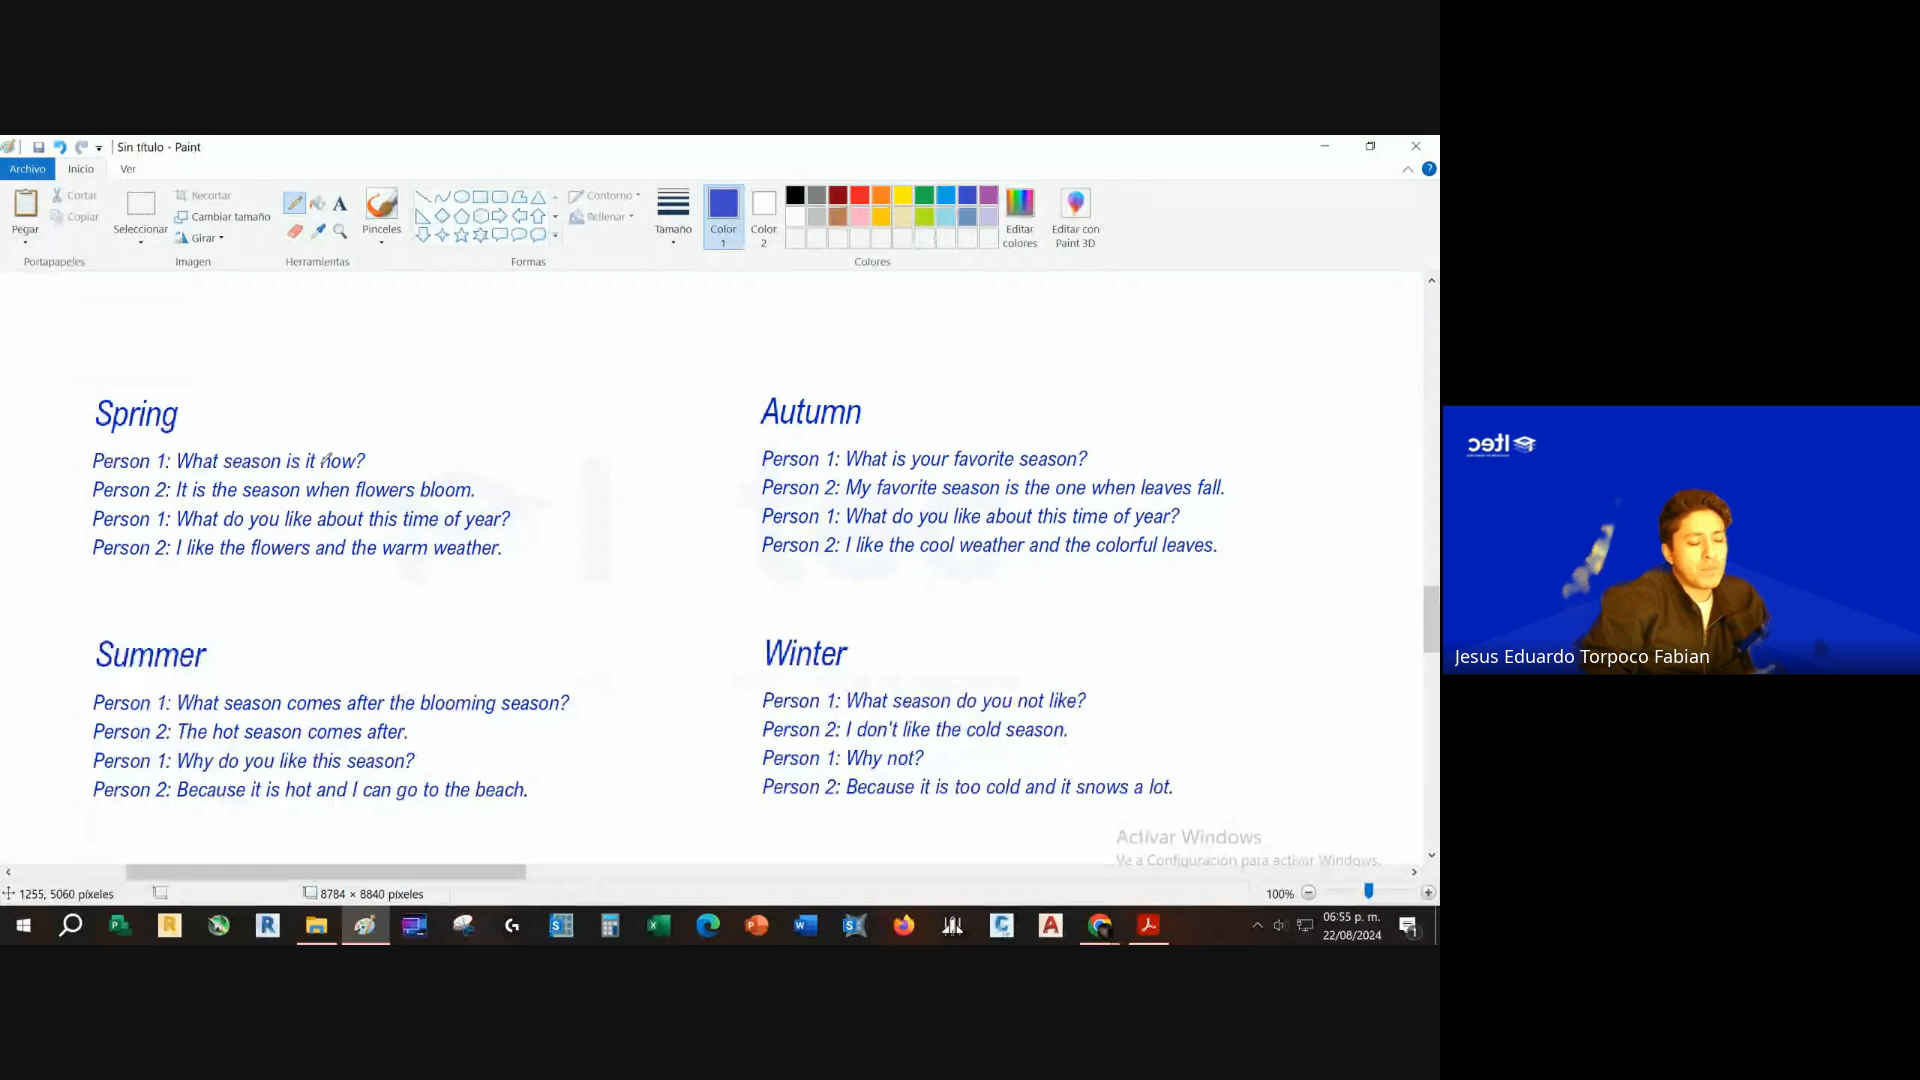 Sin título - Paint
Archivo Inicio Ver
Pegar
Cortar
Copiar
Portapapeles
Seleccionar
Recortar
Cambiar tamaño
Girar
Imagen
A
Herramientas
Pinceles
Formas
Contorno
Rellenar
Tamaño
Color 1
Color 2
Colores
Editar colores
Editar con Paint 3D
Spring
Person 1: What season is it now?
Person 2: It is the season when flowers bloom.
Person 1: What do you like about this time of year?
Person 2: I like the flowers and the warm weather.
Autumn
Person 1: What is your favorite season?
Person 2: My favorite season is the one when leaves fall.
Person 1: What do you like about this time of year?
Person 2: I like the cool weather and the colorful leaves.
Summer
Person 1: What season comes after the blooming season?
Person 2: The hot season comes after.
Person 1: Why do you like this season?
Person 2: Because it is hot and I can go to the beach.
Winter
Person 1: What season do you not like?
Person 2: I don't like the cold season.
Person 1: Why not?
Person 2: Because it is too cold and it snows a lot.
Activar Windows
Ve a Configuración para activar Windows.
1255, 5060 píxeles
8784 × 8840 píxeles
100%
06:55 p. m.
22/08/2024
Itec
Jesus Eduardo Torpoco Fabian